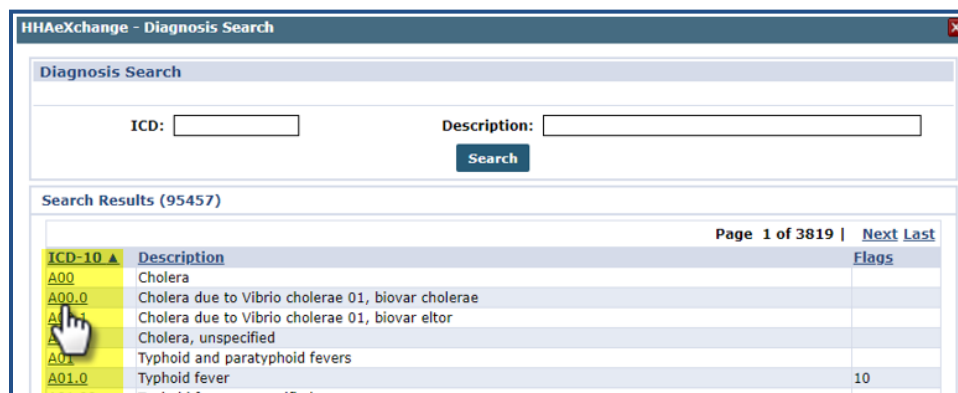 HHAeXchange - Diagnosis Search
Diagnosis Search
ICD: Description:
Search
Search Results (95457)
Page 1 of 3819 | Next Last
ICD-10 ▲ Description Flags
A00 Cholera
A00.0 Cholera due to Vibrio cholerae 01, biovar cholerae
Cholera due to Vibrio cholerae 01, biovar eltor
Cholera, unspecified
A01 Typhoid and paratyphoid fevers
A01.0 Typhoid fever 10